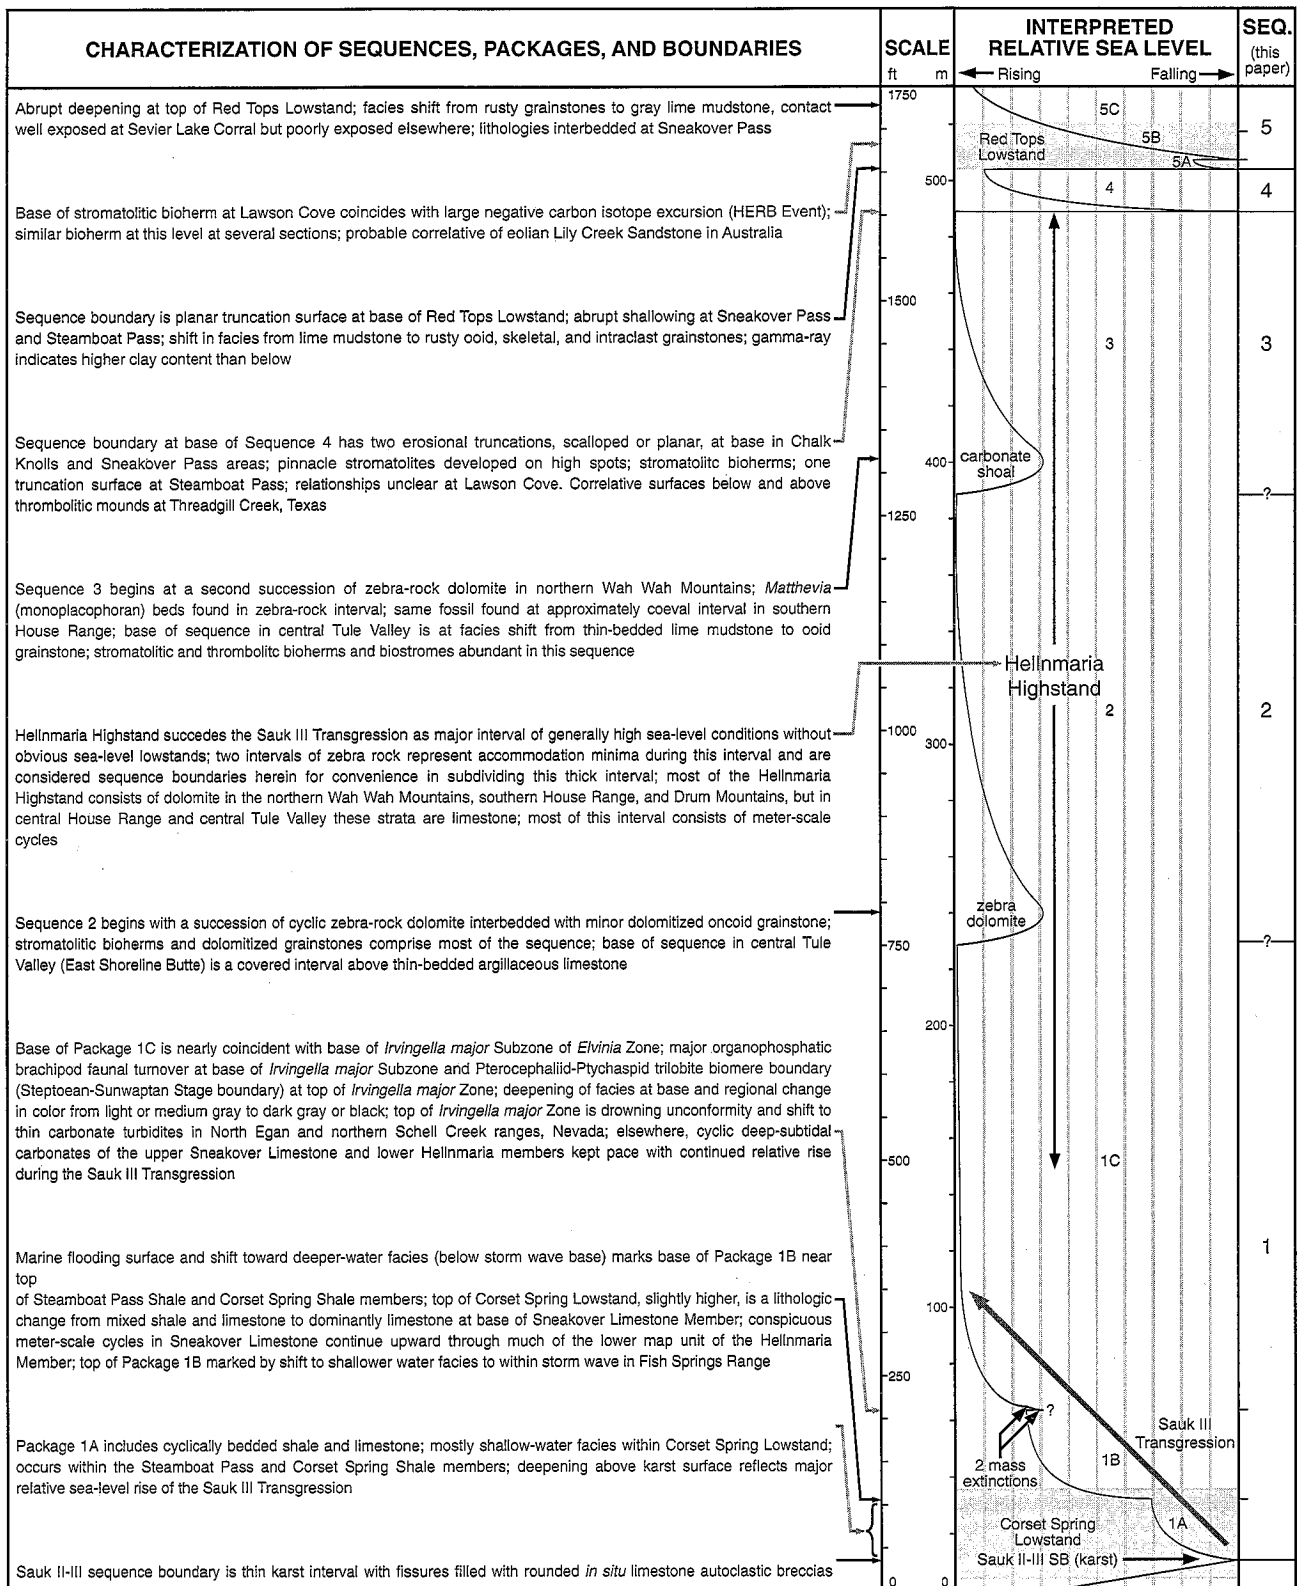 CHARACTERIZATION OF SEQUENCES, PACKAGES, AND BOUNDARIES
SCALE
ft m
INTERPRETED
RELATIVE SEA LEVEL
Rising Falling
SEQ.
(this
paper)
Abrupt deepening at top of Red Tops Lowstand; facies shift from rusty grainstones to gray lime mudstone, contact
well exposed at Sevier Lake Corral but poorly exposed elsewhere; lithologies interbedded at Sneakover Pass
Base of stromatolitic bioherm at Lawson Cove coincides with large negative carbon isotope excursion (HERB Event);
similar bioherm at this level at several sections; probable correlative of eolian Lily Creek Sandstone in Australia
Sequence boundary is planar truncation surface at base of Red Tops Lowstand; abrupt shallowing at Sneakover Pass
and Steamboat Pass; shift in facies from lime mudstone to rusty ooid, skeletal, and intraclast grainstones; gamma-ray
indicates higher clay content than below
Sequence boundary at base of Sequence 4 has two erosional truncations, scalloped or planar, at base in Chalk
Knolls and Sneakover Pass areas; pinnacle stromatolites developed on high spots; stromatolitc bioherms; one
truncation surface at Steamboat Pass; relationships unclear at Lawson Cove. Correlative surfaces below and above
thrombolitic mounds at Threadgill Creek, Texas
Sequence 3 begins at a second succession of zebra-rock dolomite in northern Wah Wah Mountains; Matthevia
(monoplacophoran) beds found in zebra-rock interval; same fossil found at approximately coeval interval in southern
House Range; base of sequence in central Tule Valley is at facies shift from thin-bedded lime mudstone to ooid
grainstone; stromatolitic and thrombolitc bioherms and biostromes abundant in this sequence
Hellnmaria Highstand succedes the Sauk III Transgression as major interval of generally high sea-level conditions without
obvious sea-level lowstands; two intervals of zebra rock represent accommodation minima during this interval and are
considered sequence boundaries herein for convenience in subdividing this thick interval; most of the Hellnmaria
Highstand consists of dolomite in the northern Wah Wah Mountains, southern House Range, and Drum Mountains, but in
central House Range and central Tule Valley these strata are limestone; most of this interval consists of meter-scale
cycles
Sequence 2 begins with a succession of cyclic zebra-rock dolomite interbedded with minor dolomitized oncoid grainstone;
stromatolitic bioherms and dolomitized grainstones comprise most of the sequence; base of sequence in central Tule
Valley (East Shoreline Butte) is a covered interval above thin-bedded argillaceous limestone
Base of Package 1C is nearly coincident with base of Irvingella major Subzone of Elvinia Zone; major organophosphatic
brachipod faunal turnover at base of Irvingella major Subzone and Pterocephaliid-Ptychaspid trilobite biomere boundary
(Steptoean-Sunwaptan Stage boundary) at top of Irvingella major Zone; deepening of facies at base and regional change
in color from light or medium gray to dark gray or black; top of Irvingella major Zone is drowning unconformity and shift to
thin carbonate turbidites in North Egan and northern Schell Creek ranges, Nevada; elsewhere, cyclic deep-subtidal
carbonates of the upper Sneakover Limestone and lower Hellnmaria members kept pace with continued relative rise
during the Sauk III Transgression
Marine flooding surface and shift toward deeper-water facies (below storm wave base) marks base of Package 1B near
top
of Steamboat Pass Shale and Corset Spring Shale members; top of Corset Spring Lowstand, slightly higher, is a lithologic
change from mixed shale and limestone to dominantly limestone at base of Sneakover Limestone Member; conspicuous
meter-scale cycles in Sneakover Limestone continue upward through much of the lower map unit of the Hellnmaria
Member; top of Package 1B marked by shift to shallower water facies to within storm wave in Fish Springs Range
Package 1A includes cyclically bedded shale and limestone; mostly shallow-water facies within Corset Spring Lowstand;
occurs within the Steamboat Pass and Corset Spring Shale members; deepening above karst surface reflects major
relative sea-level rise of the Sauk III Transgression
Sauk II-III sequence boundary is thin karst interval with fissures filled with rounded in situ limestone autoclastic breccias
1750
500
1500
400
1250
1000
300
750
200
500
100
250
0 0
5C
Red Tops
Lowstand
5B
5A
4
3
carbonate
shoal
Hellnmaria
Highstand
2
zebra
dolomite
1C
?
2 mass
extinctions
1B
Sauk III
Transgression
1A
Corset Spring
Lowstand
Sauk II-III SB (karst)
5
4
3
?
2
?
1